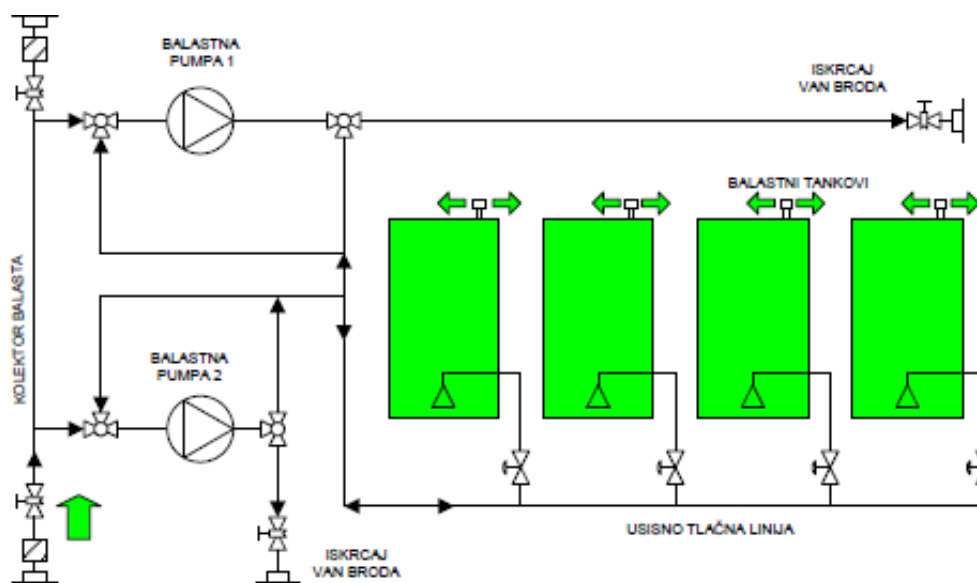 BALASTNA
PUMPA 1
ISKRCAJ
VAN BRODA
BALASTNI TANKOVI
KOLEKTOR BALASTA
BALASTNA
PUMPA 2
ISKRCAJ
VAN BRODA
USISNO TLAČNA LINIJA